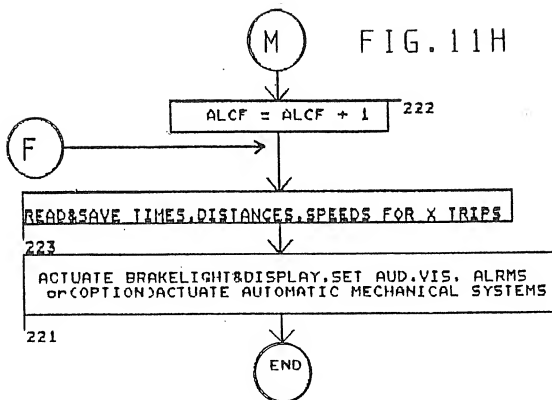 M
FIG.11H
ALCF = ALCF + 1
222
F
READ&SAVE TIMES.DISTANCES.SPEEDS FOR X TRIPS
223
ACTUATE BRAKELIGHT&DISPLAY.SET AUD.VIS. ALRMS
or(OPTION)ACTUATE AUTOMATIC MECHANICAL SYSTEMS
221
END